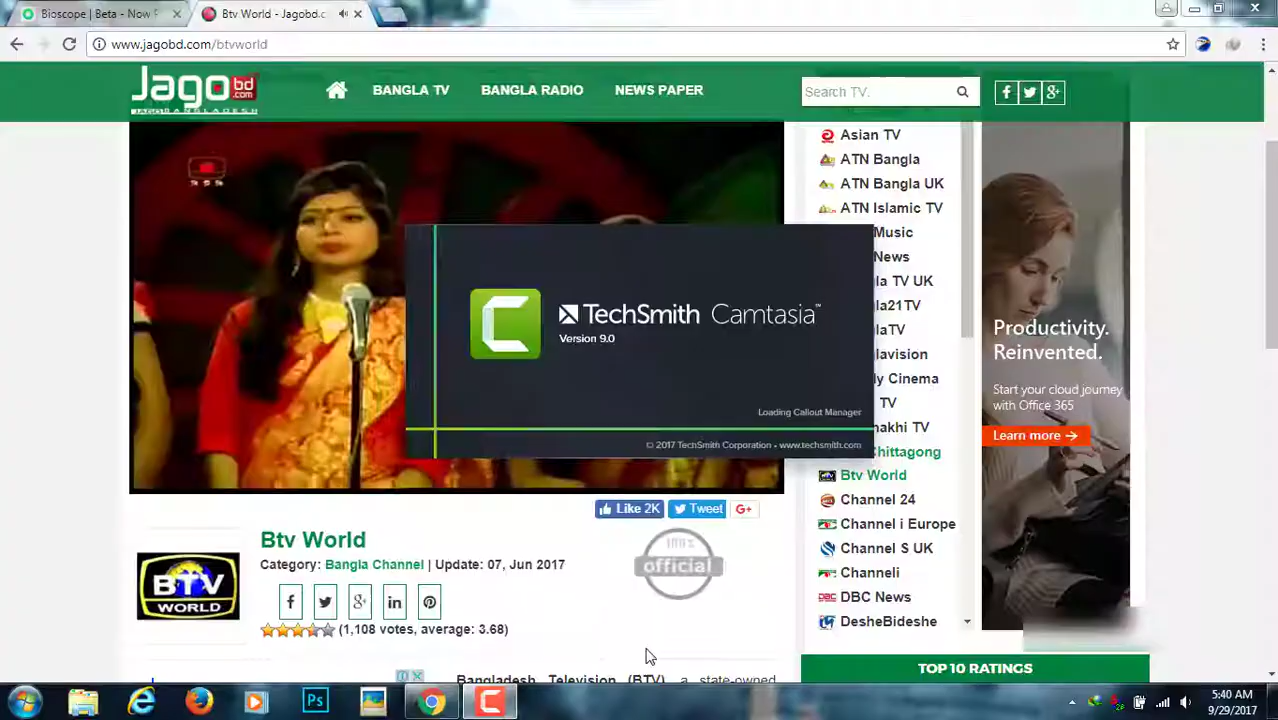 Bioscope | Beta - Now
Btv World - Jagobd.c
www.jagobd.com/btvworld
Jago bd .com
BANGLA TV
BANGLA RADIO
NEWS PAPER
Search TV.
Asian TV
ATN Bangla
ATN Bangla UK
ATN Islamic TV
Music
News
la TV UK
la21TV
laTV
lavision
ly Cinema
TV
nakhi TV
Chittagong
Btv World
Channel 24
Channel i Europe
Channel S UK
Channeli
DBC News
DesheBideshe
TOP 10 RATINGS
TechSmith Camtasia™
Version 9.0
Loading Callout Manager
© 2017 TechSmith Corporation - www.techsmith.com
Productivity.
Reinvented.
Start your cloud journey
with Office 365
Learn more →
Like 2K
Tweet
G+
Btv World
Category: Bangla Channel | Update: 07, Jun 2017
100%
official
BTV
WORLD
(1,108 votes, average: 3.68)
Bangladesh Television (BTV), a state-owned
Ps
5:40 AM
9/29/2017